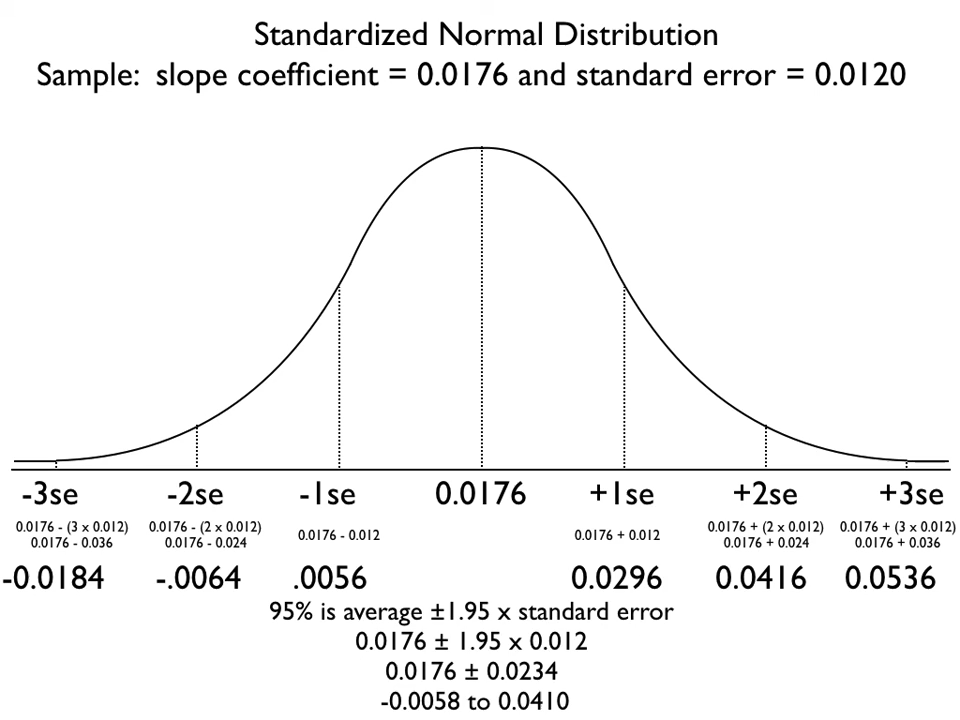 Standardized Normal Distribution
Sample: slope coefficient = 0.0176 and standard error = 0.0120
-3se -2se -1se 0.0176 +1se +2se +3se
0.0176 - (3 x 0.012) 0.0176 - (2 x 0.012) 0.0176 - 0.012 0.0176 + 0.012 0.0176 + (2 x 0.012) 0.0176 + (3 x 0.012)
0.0176 - 0.036 0.0176 - 0.024 0.0176 + 0.024 0.0176 + 0.036
-0.0184 -.0064 .0056 0.0296 0.0416 0.0536
95% is average ±1.95 x standard error
0.0176 ± 1.95 x 0.012
0.0176 ± 0.0234
-0.0058 to 0.0410